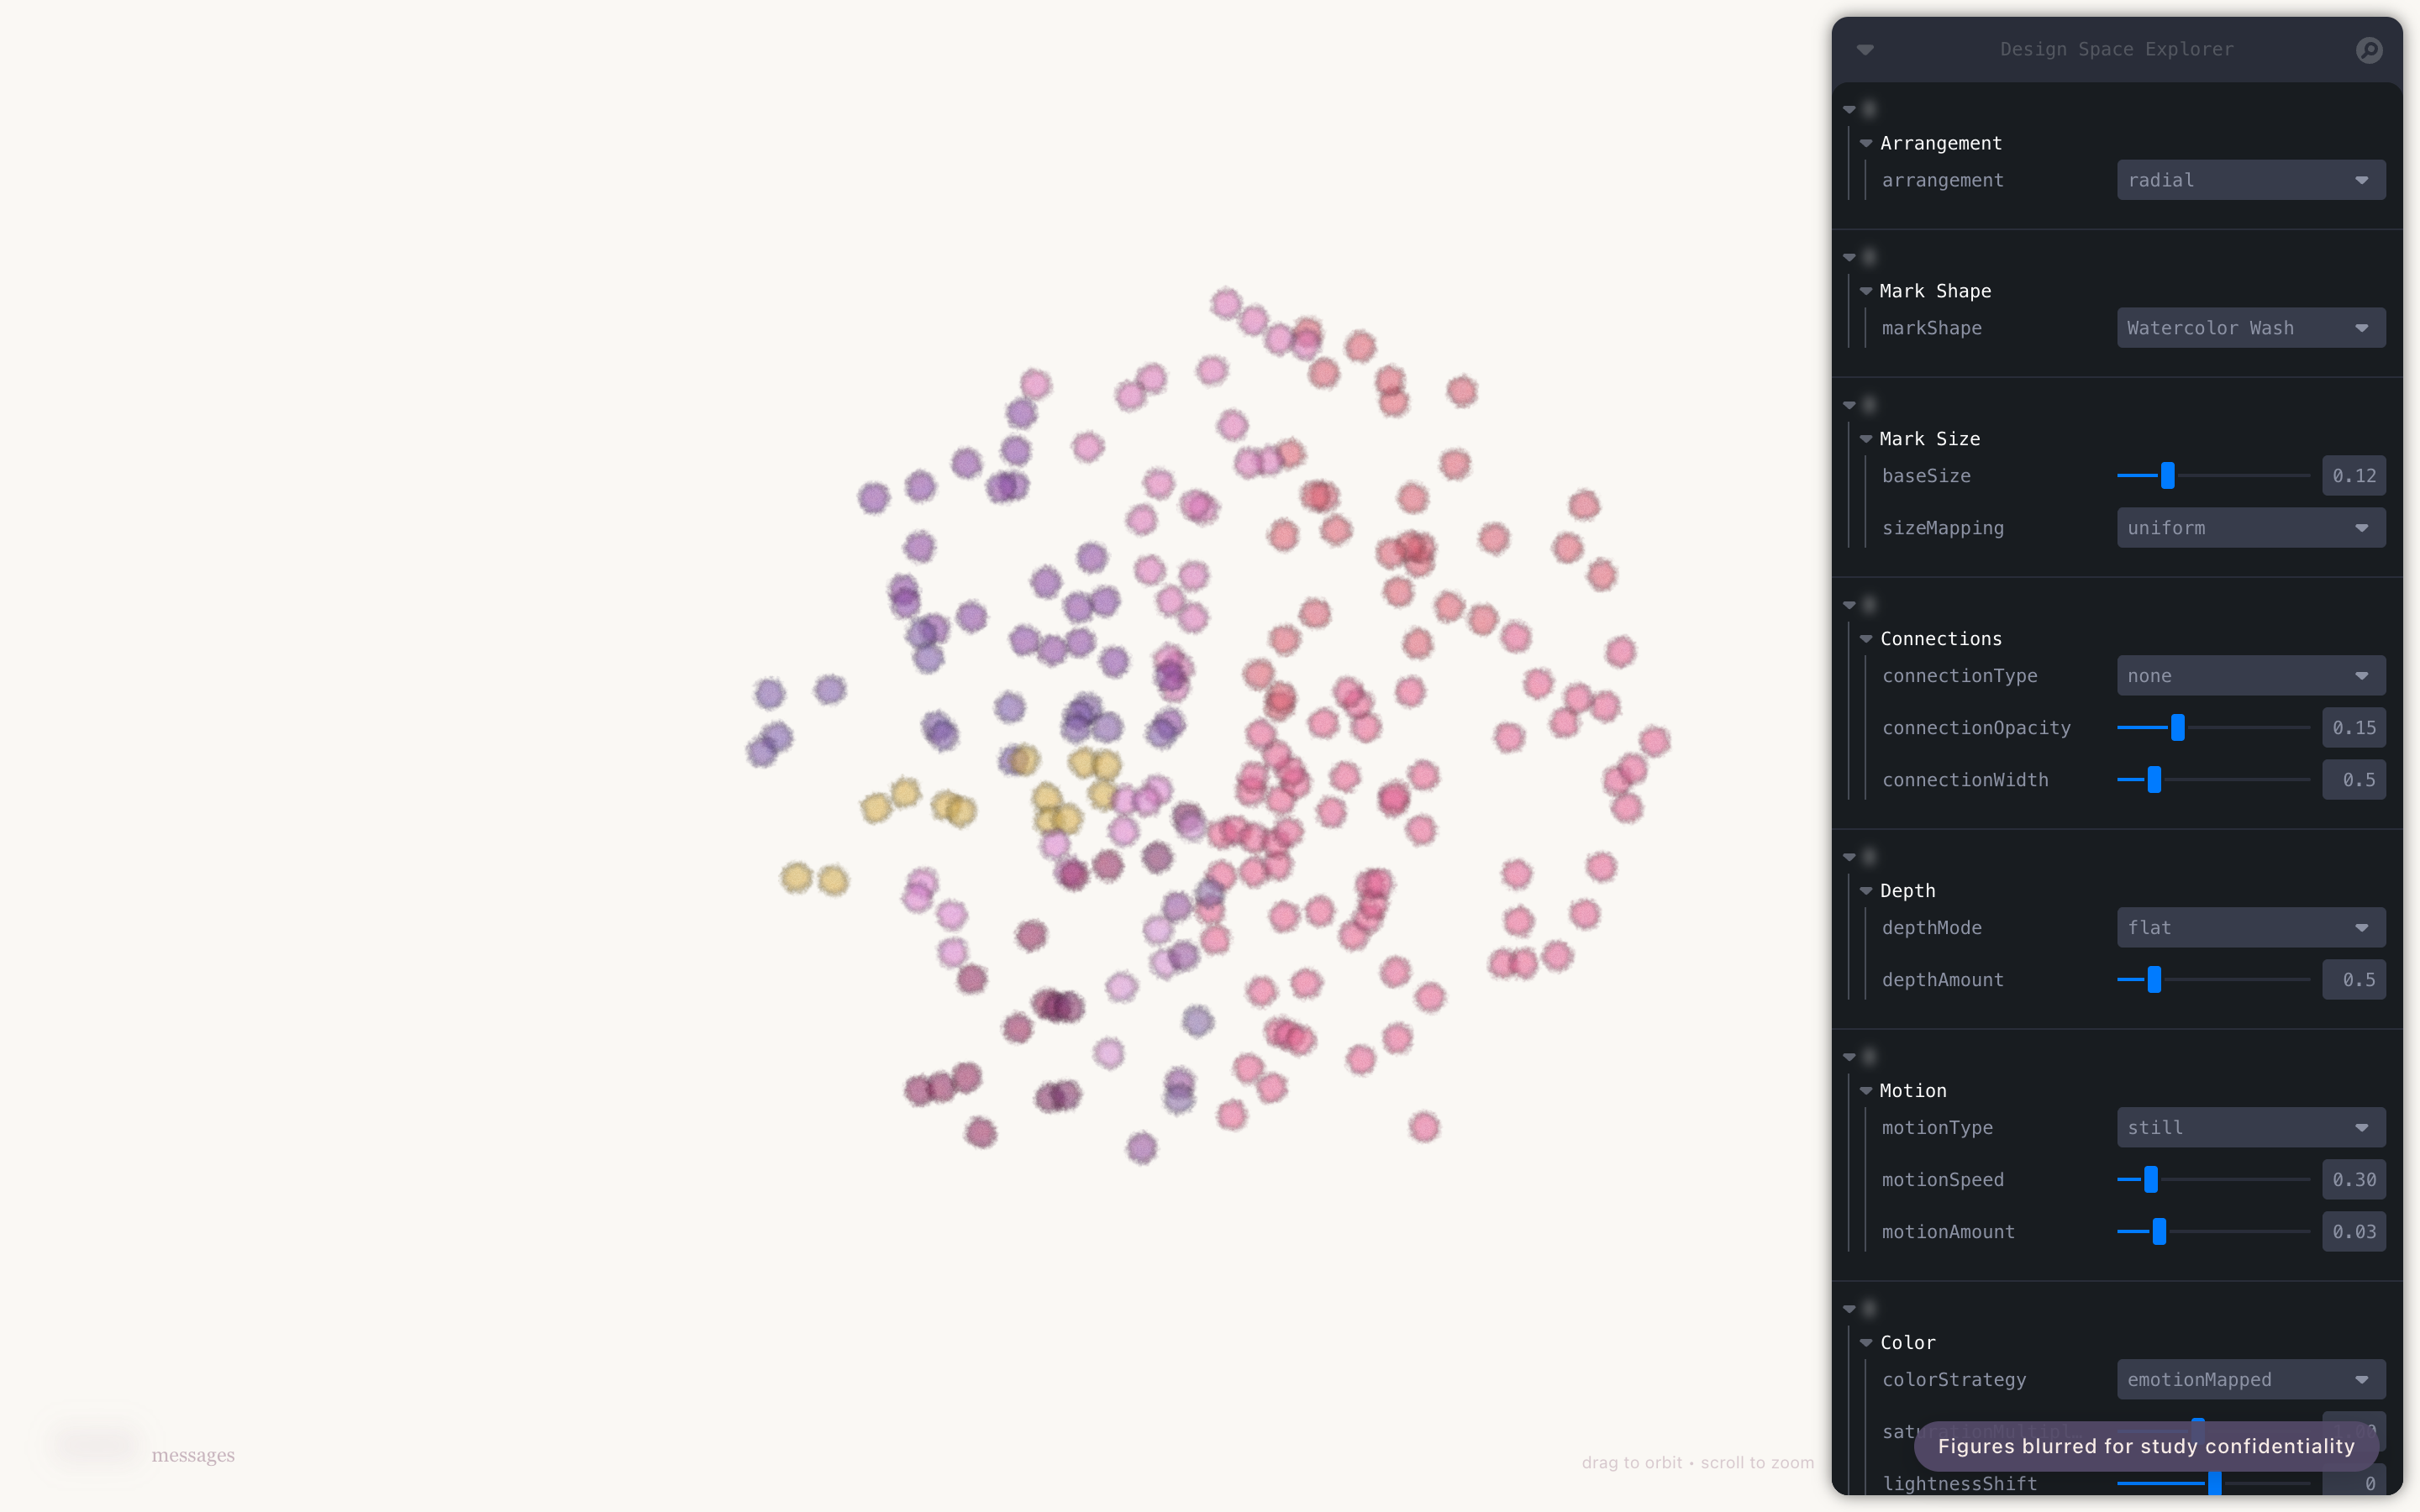 Design Space Explorer
Arrangement
arrangement radial
Mark Shape
markShape Watercolor Wash
Mark Size
baseSize 0.12
sizeMapping uniform
Connections
connectionType none
connectionOpacity 0.15
connectionWidth 0.5
Depth
depthMode flat
depthAmount 0.5
Motion
motionType still
motionSpeed 0.30
motionAmount 0.03
Color
colorStrategy emotionMapped
Figures blurred for study confidentiality
lightnessShift 0
messages
drag to orbit • scroll to zoom